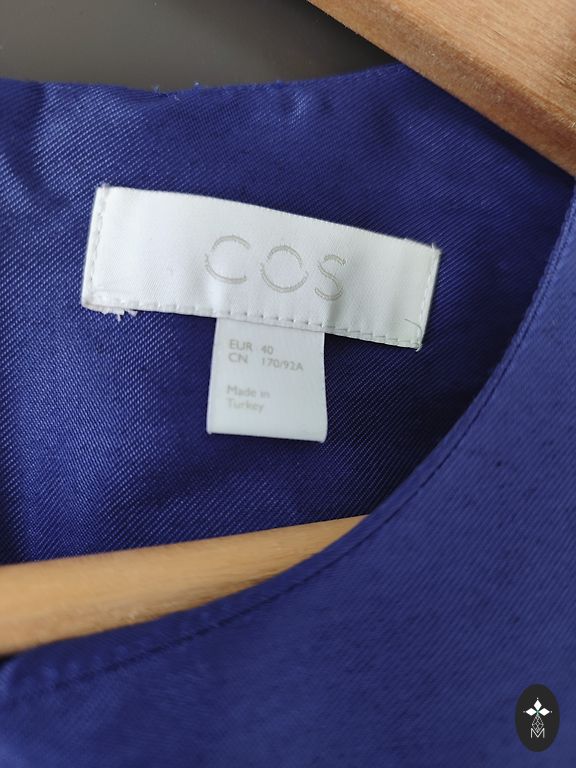 COS
EUR 40
CN 170/92A
Made in
Turkey
M